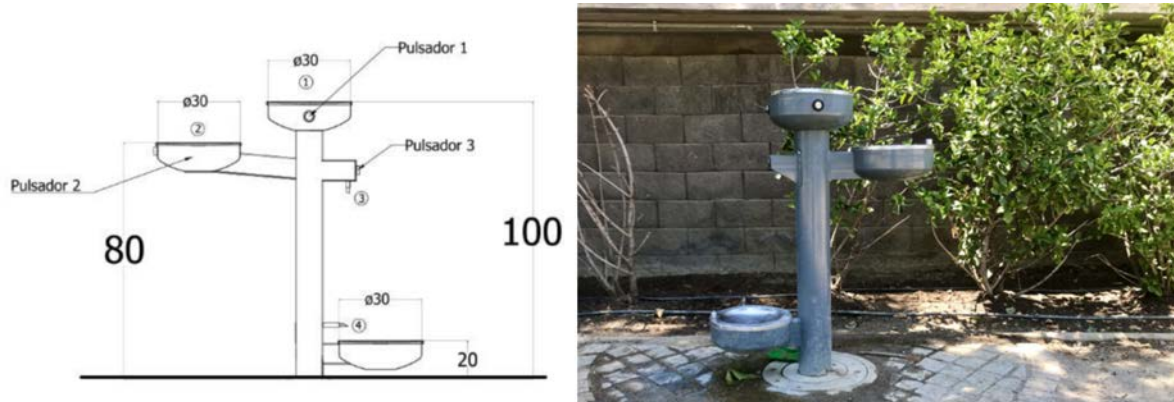 Pulsador 1
ø30
①
ø30
②
Pulsador 3
Pulsador 2
③
80
100
ø30
④
20